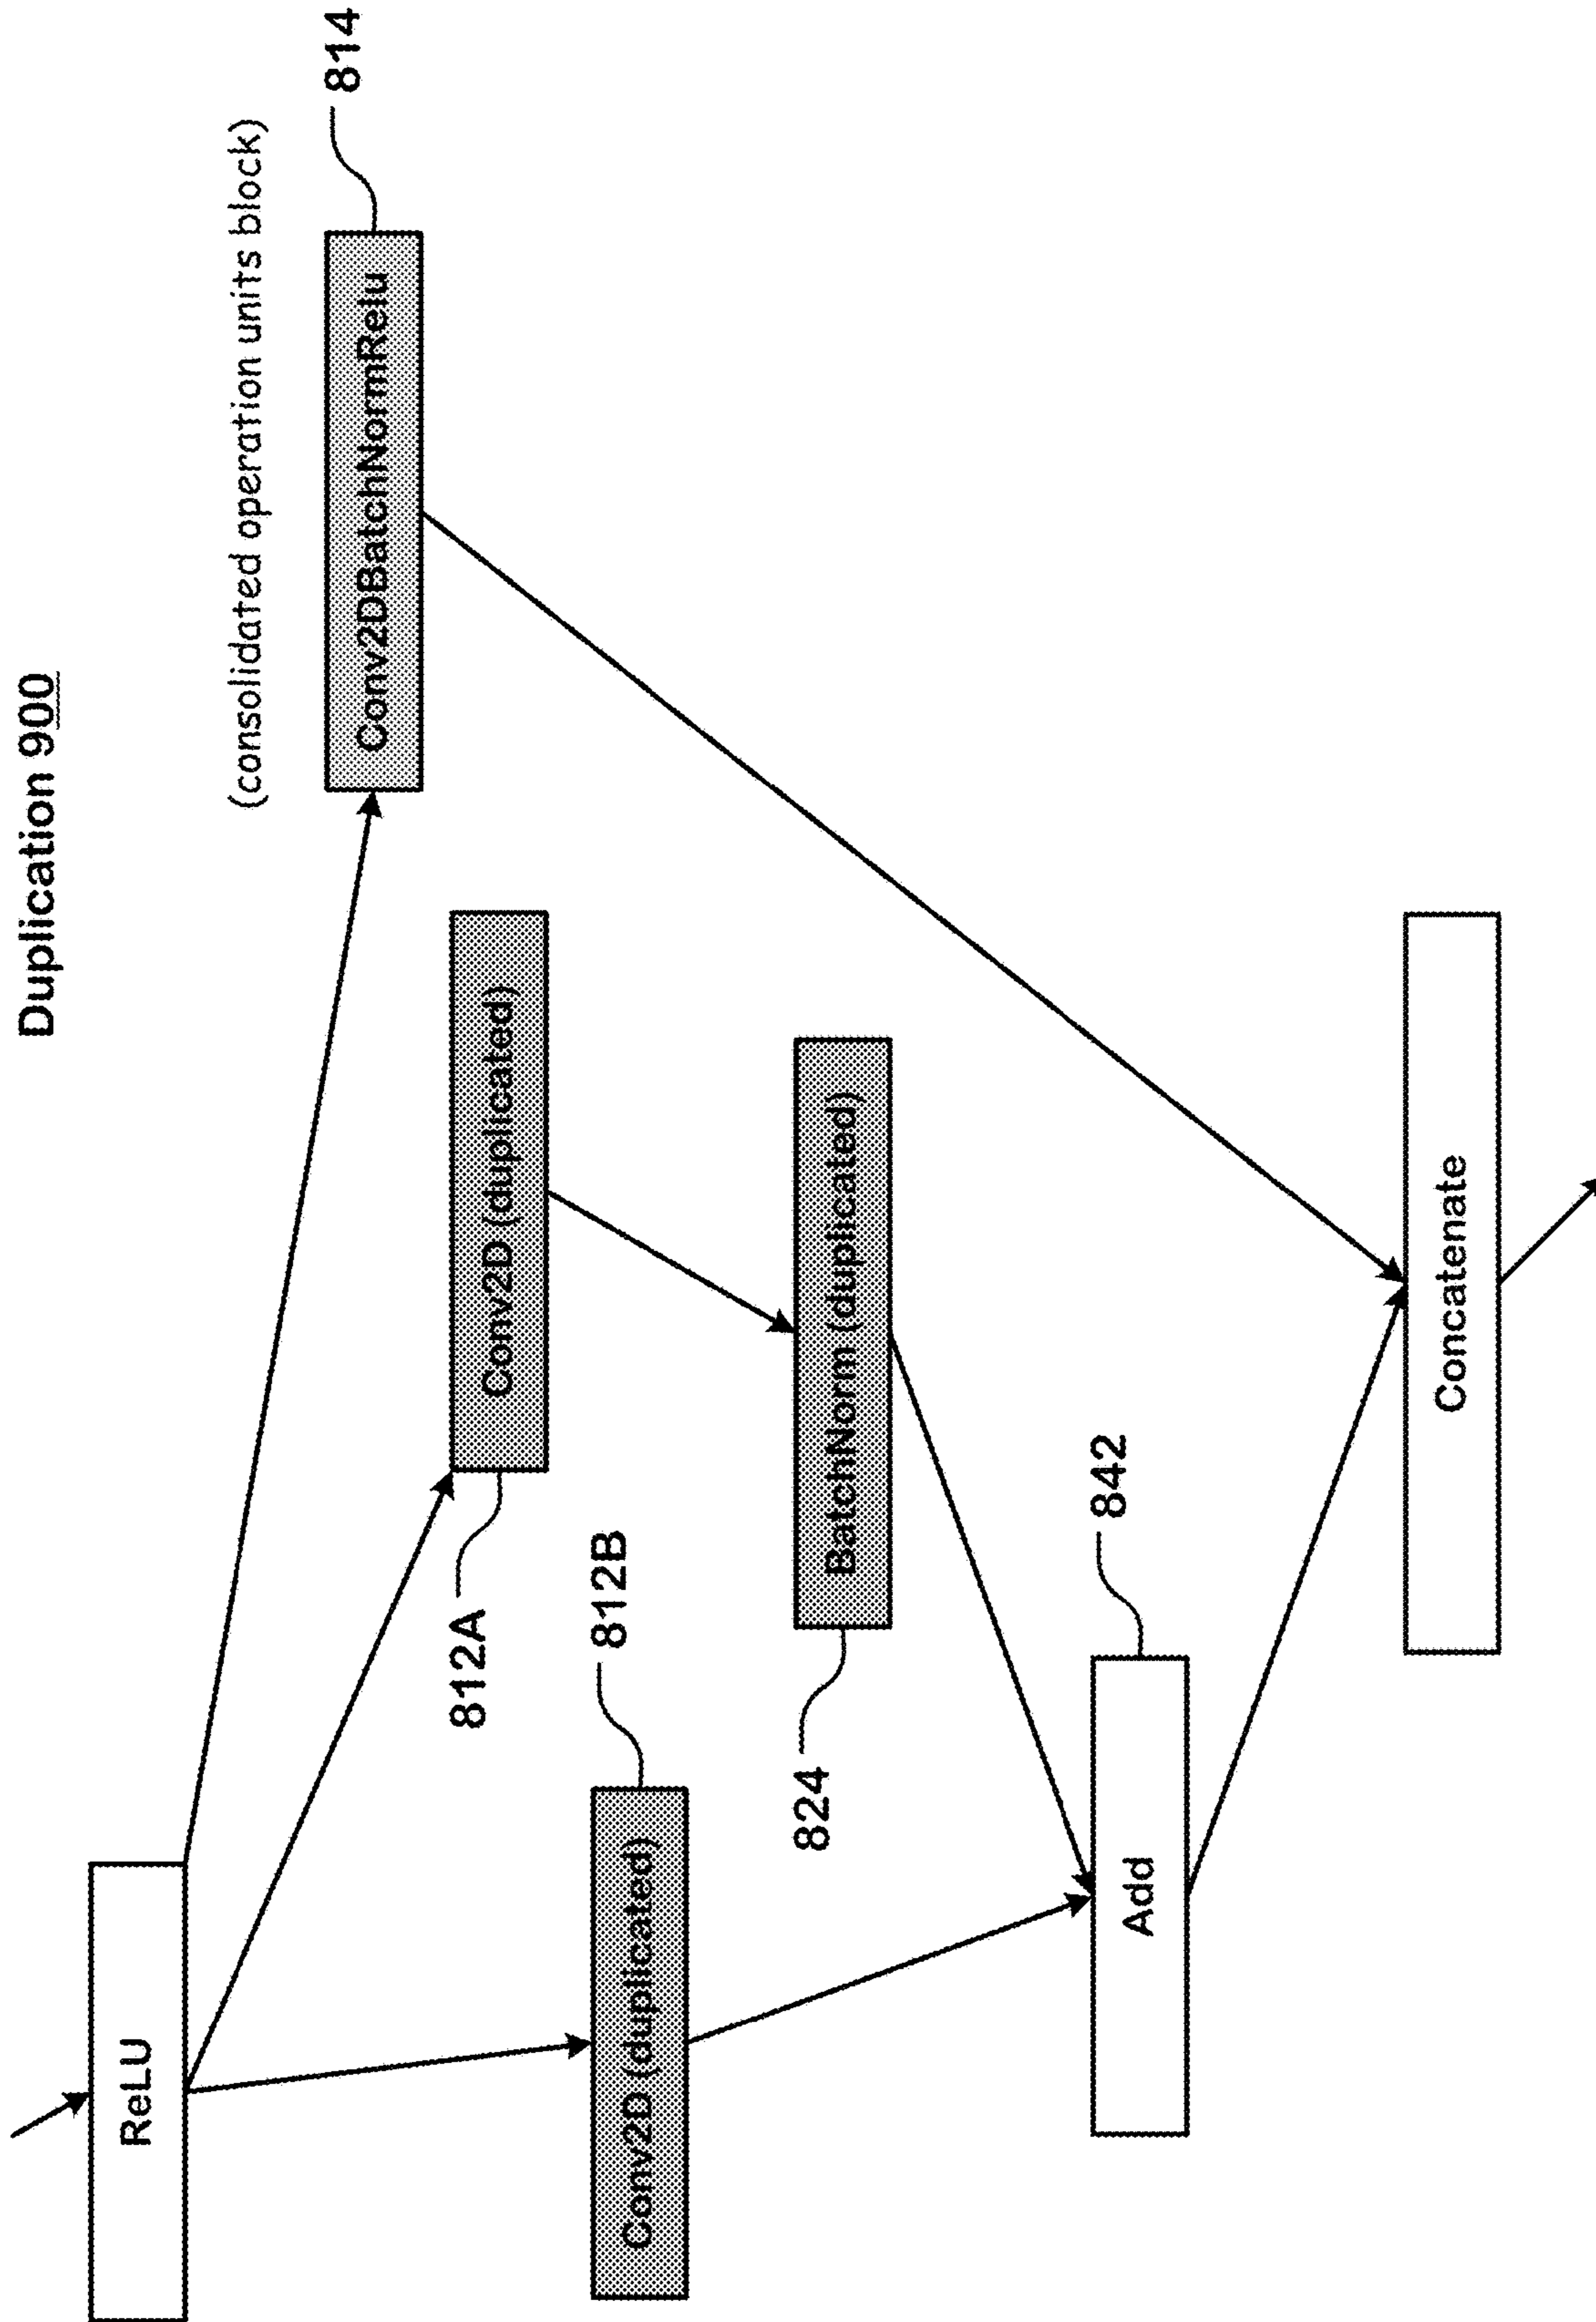 Duplication 900
ReLU
(consolidated operation units block)
Conv2DBatchNormRelu
814
812A
Conv2D (duplicated)
Conv2D (duplicated)
812B
824
BatchNorm (duplicated)
Add
842
Concatenate